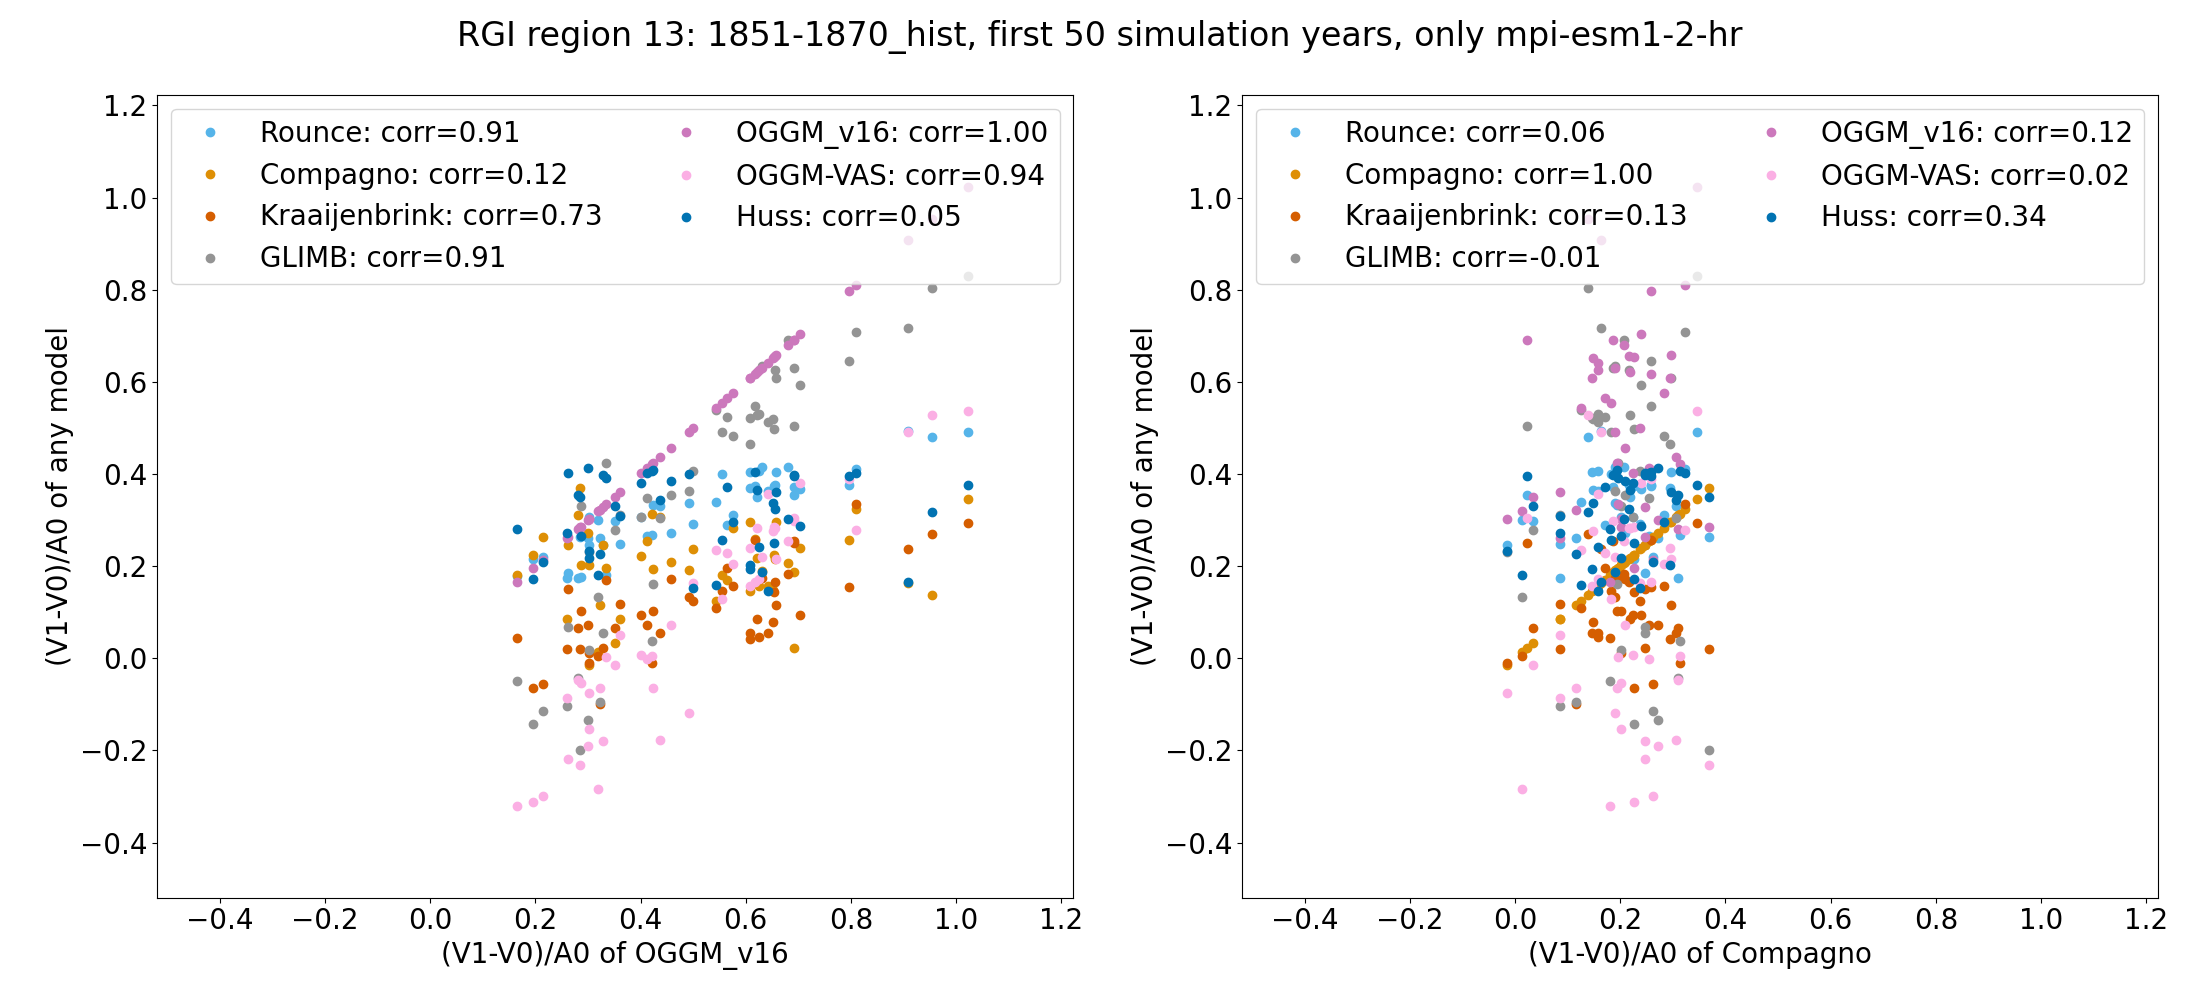 RGI region 13: 1851-1870_hist, first 50 simulation years, only mpi-esm1-2-hr
(V1-V0)/A0 of any model
1.2
1.0
0.8
0.6
0.4
0.2
0.0
−0.2
−0.4
Rounce: corr=0.91
Compagno: corr=0.12
Kraaijenbrink: corr=0.73
GLIMB: corr=0.91
OGGM_v16: corr=1.00
OGGM-VAS: corr=0.94
Huss: corr=0.05
−0.4 −0.2 0.0 0.2 0.4 0.6 0.8 1.0 1.2
(V1-V0)/A0 of OGGM_v16
(V1-V0)/A0 of any model
1.2
1.0
0.8
0.6
0.4
0.2
0.0
−0.2
−0.4
Rounce: corr=0.06
Compagno: corr=1.00
Kraaijenbrink: corr=0.13
GLIMB: corr=-0.01
OGGM_v16: corr=0.12
OGGM-VAS: corr=0.02
Huss: corr=0.34
−0.4 −0.2 0.0 0.2 0.4 0.6 0.8 1.0 1.2
(V1-V0)/A0 of Compagno